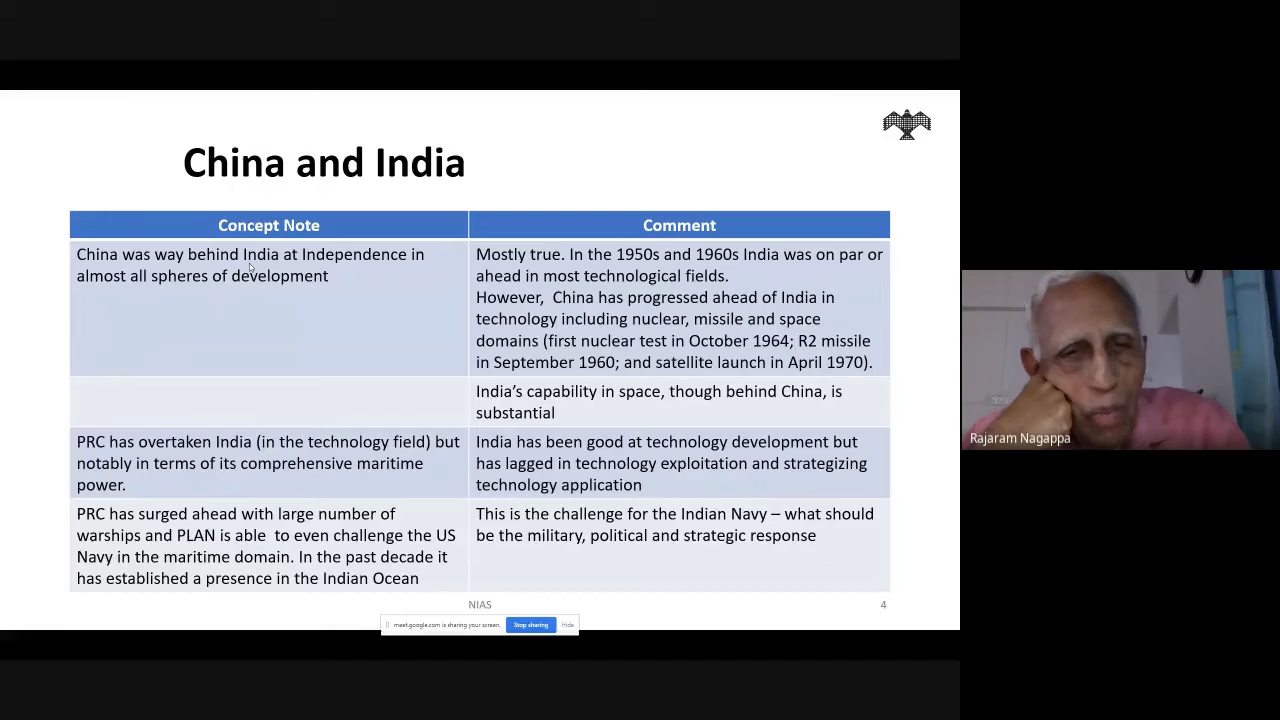 China and India
Concept Note
Comment
China was way behind India at Independence in
almost all spheres of development
Mostly true. In the 1950s and 1960s India was on par or
ahead in most technological fields.
However,  China has progressed ahead of India in
technology including nuclear, missile and space
domains (first nuclear test in October 1964; R2 missile
in September 1960; and satellite launch in April 1970).
India’s capability in space, though behind China, is
substantial
PRC has overtaken India (in the technology field) but
notably in terms of its comprehensive maritime
power.
India has been good at technology development but
has lagged in technology exploitation and strategizing
technology application
PRC has surged ahead with large number of
warships and PLAN is able  to even challenge the US
Navy in the maritime domain. In the past decade it
has established a presence in the Indian Ocean
This is the challenge for the Indian Navy – what should
be the military, political and strategic response
NIAS
4
meet.google.com is sharing your screen.
Stop sharing
Hide
Rajaram Nagappa